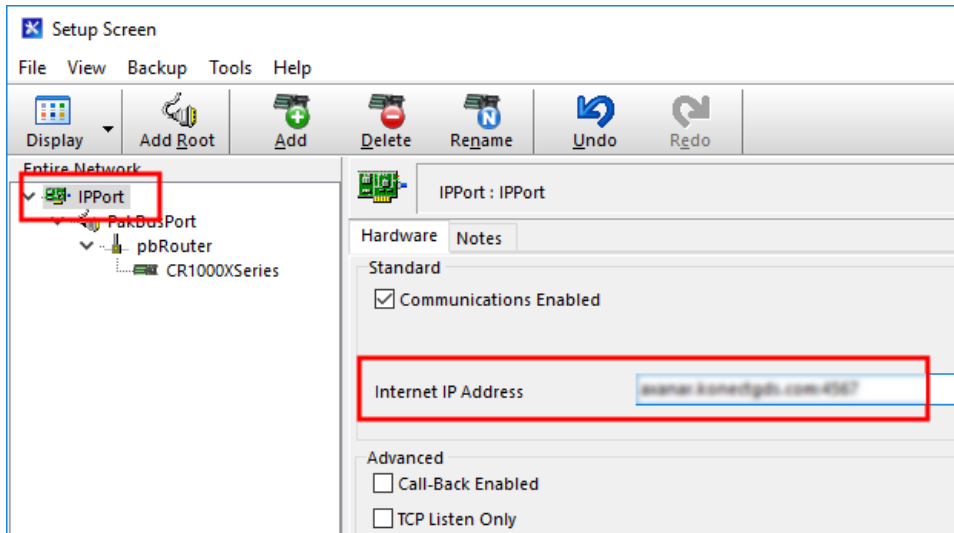 Setup Screen
File View Backup Tools Help
Display Add Root Add Delete Rename Undo Redo
Entire Network
IPPort
PakBusPort
pbRouter
CR1000XSeries
IPPort : IPPort
Hardware Notes
Standard
Communications Enabled
Internet IP Address
Advanced
Call-Back Enabled
TCP Listen Only